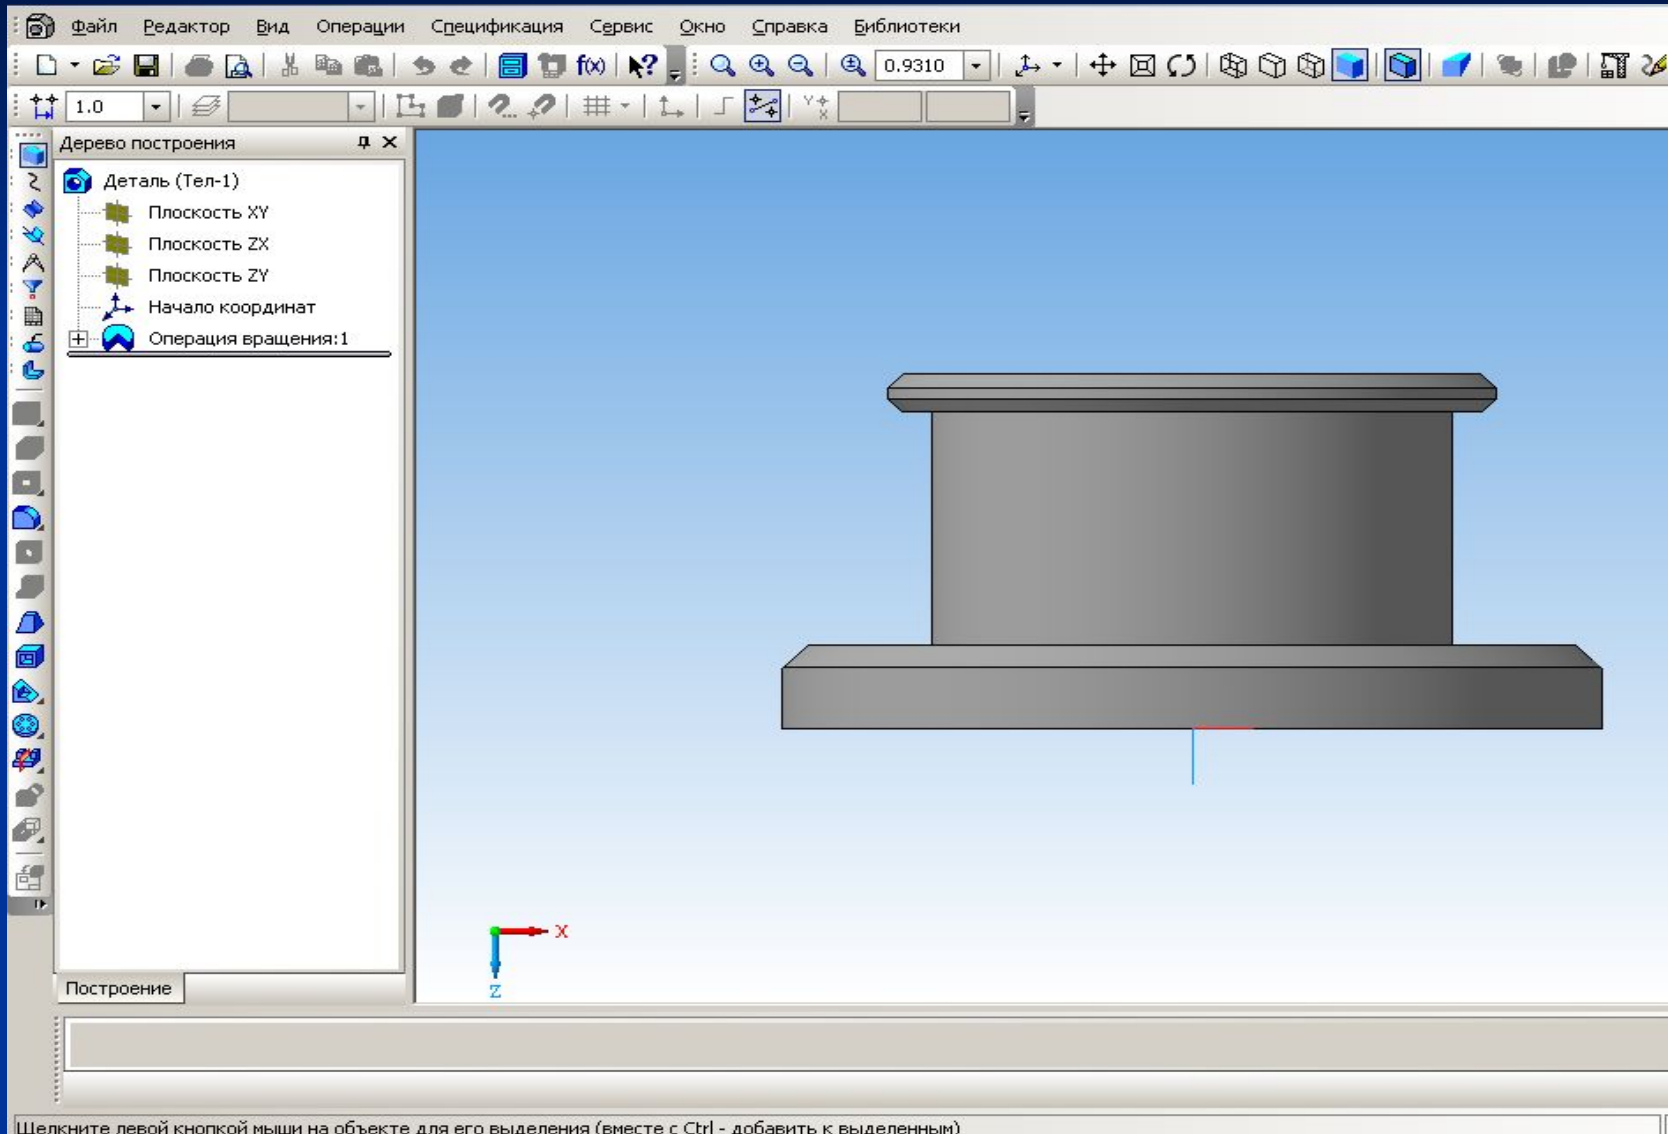 Файл Редактор Вид Операции Спецификация Сервис Окно Справка Библиотеки
f(x) ? 0.9310
1.0
Дерево построения
Деталь (Тел-1)
Плоскость XY
Плоскость ZX
Плоскость ZY
Начало координат
Операция вращения:1
X
Z
Построение
Щелкните левой кнопкой мыши на объекте для его выделения (вместе с Ctrl - добавить к выделенным)